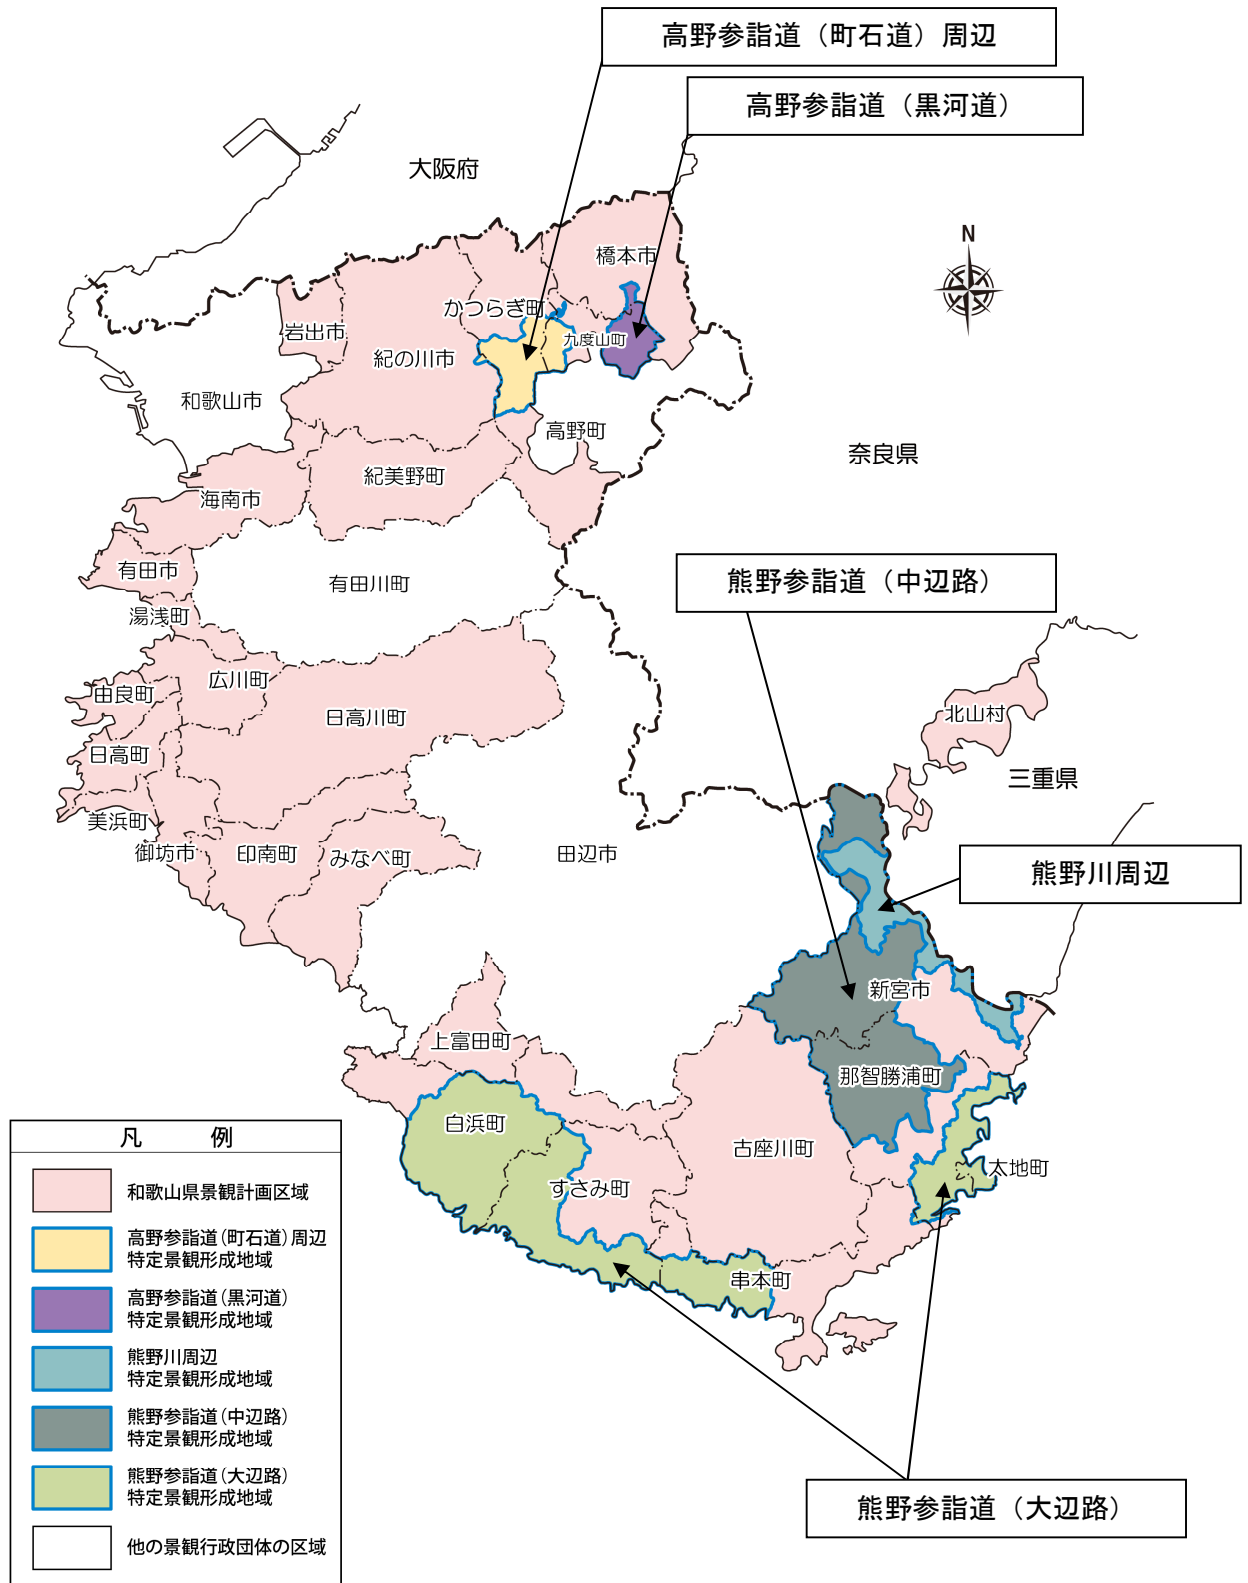 高野参詣道（町石道）周辺
高野参詣道（黒河道）
大阪府
N
橋本市
かつらぎ町
岩出市
九度山町
紀の川市
和歌山市
高野町
奈良県
紀美野町
海南市
有田市
有田川町
熊野参詣道（中辺路）
湯浅町
広川町
由良町
日高川町
北山村
日高町
三重県
美浜町
御坊市
印南町
みなべ町
田辺市
熊野川周辺
新宮市
上富田町
那智勝浦町
白浜町
古座川町
太地町
すさみ町
串本町
熊野参詣道（大辺路）
凡　例
和歌山県景観計画区域
高野参詣道（町石道）周辺
特定景観形成地域
高野参詣道（黒河道）
特定景観形成地域
熊野川周辺
特定景観形成地域
熊野参詣道（中辺路）
特定景観形成地域
熊野参詣道（大辺路）
特定景観形成地域
他の景観行政団体の区域